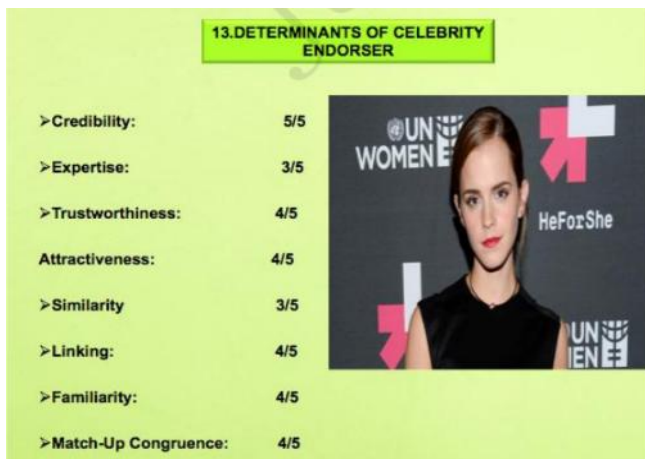 13.DETERMINANTS OF CELEBRITY
ENDORSER
➢Credibility: 5/5
➢Expertise: 3/5
➢Trustworthiness: 4/5
Attractiveness: 4/5
➢Similarity 3/5
➢Linking: 4/5
➢Familiarity: 4/5
➢Match-Up Congruence: 4/5
UN
WOMEN
HeForShe
UN
EN